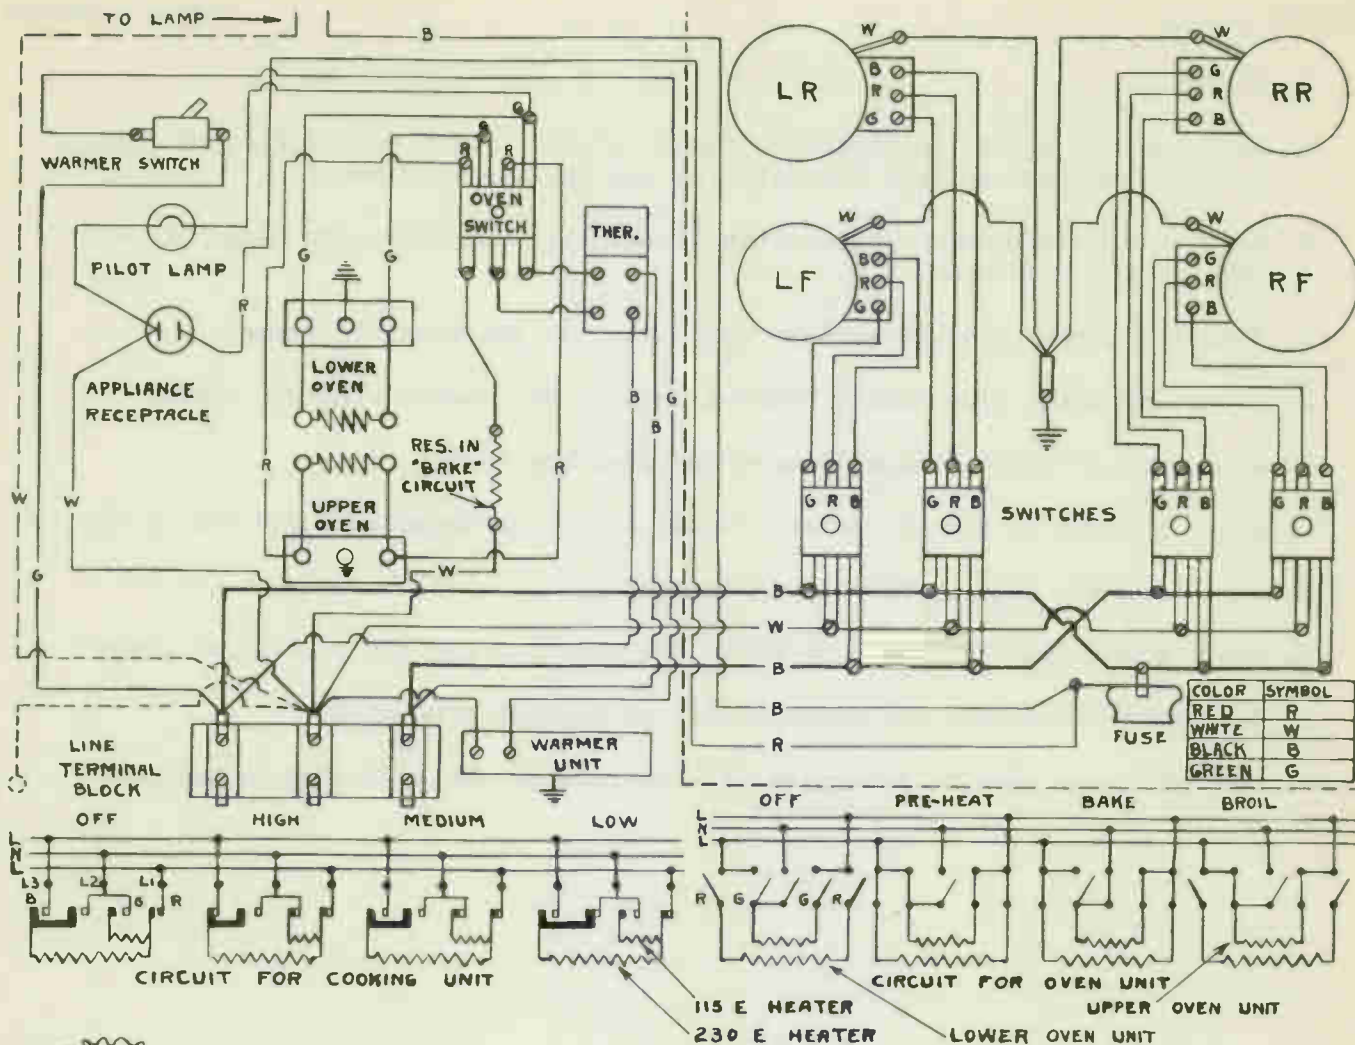 TO LAMP
B
W
W
G
B
R
G
LR
RR
R
B
G
WARMER SWITCH
G
R
R
OVEN
SWITCH
THER.
W
W
PILOT LAMP
G
G
B
R
G
LF
G
R
B
RF
R
LOWER
OVEN
APPLIANCE
RECEPTACLE
B
G
B
RES. IN
"BAKE"
CIRCUIT
R
R
W
W
UPPER
OVEN
G R B
G R B
SWITCHES
G R B
G R B
G
W
B
W
B
B
R
COLOR SYMBOL
RED R
WHITE W
BLACK B
GREEN G
FUSE
LINE
TERMINAL
BLOCK
WARMER
UNIT
OFF HIGH MEDIUM LOW
OFF PRE-HEAT BAKE BROIL
L
N
L
L
N
L
L3 L2 L1
B G R
R G G R
CIRCUIT FOR COOKING UNIT
CIRCUIT FOR OVEN UNIT
115 E HEATER
230 E HEATER
UPPER OVEN UNIT
LOWER OVEN UNIT